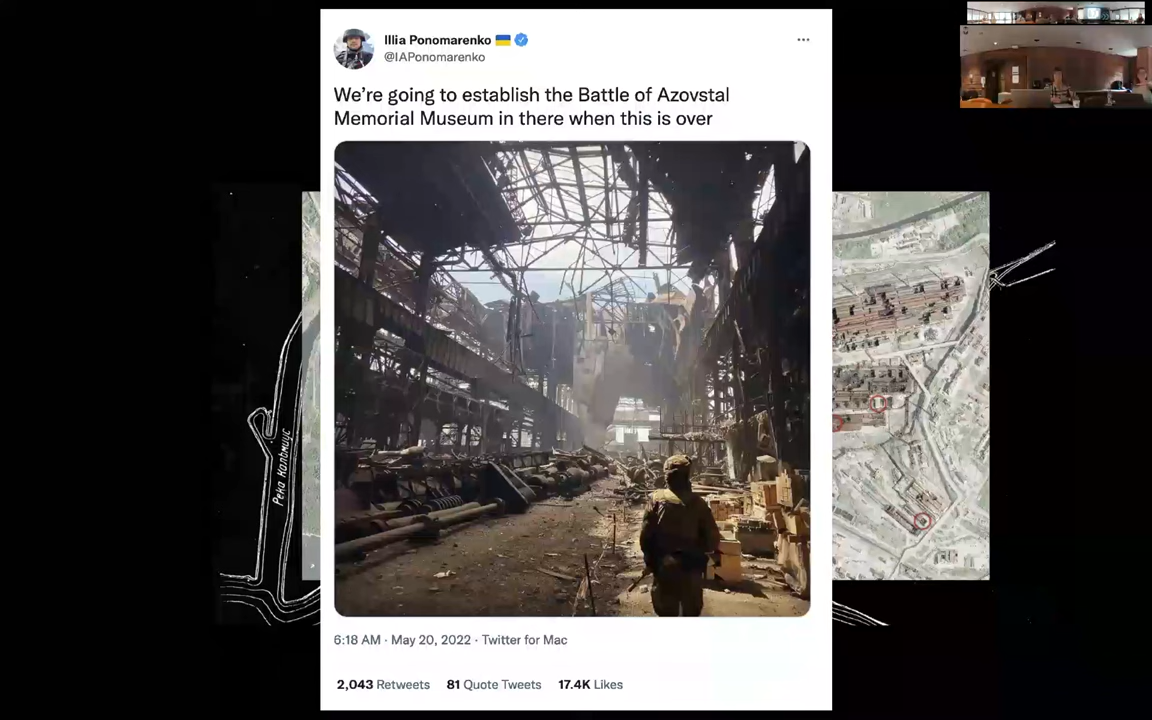 Illia Ponomarenko 🇺🇦
@IAPonomarenko
We’re going to establish the Battle of Azovstal
Memorial Museum in there when this is over
6:18 AM · May 20, 2022 · Twitter for Mac
2,043 Retweets 81 Quote Tweets 17.4K Likes
Река Кальмиус